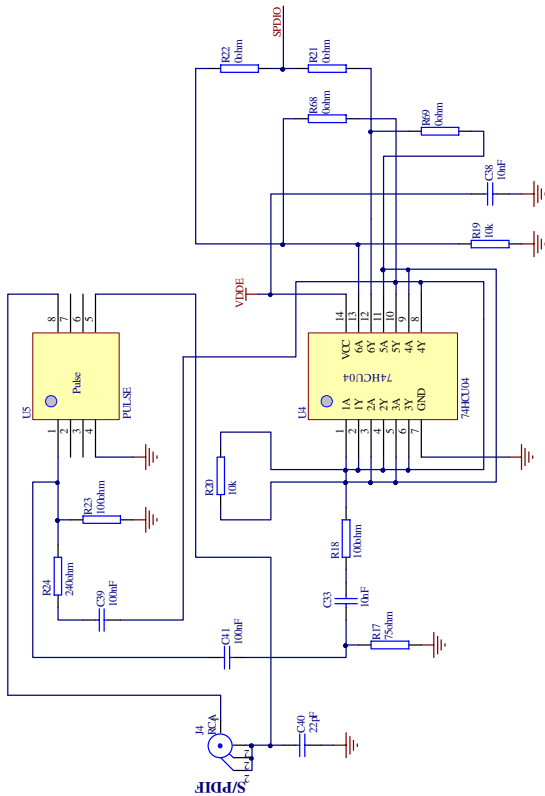 SPDIO
R22
0ohm
R21
0ohm
R68
0ohm
R69
0ohm
C38
10nF
R19
10k
VDDE
8
7
6
5
U5
Pulse
PULSE
1
2
3
4
14
13
12
11
10
9
8
VCC
6A
6Y
5A
5Y
4A
4Y
U4
74HCU04
74HCU04
1A
1Y
2A
2Y
3A
3Y
GND
1
2
3
4
5
6
7
R20
10k
R23
100ohm
R24
240ohm
C39
100nF
R18
100ohm
C33
10nF
C41
100nF
R17
75ohm
J4
RCA
1
2
2
2
C40
22pF
S/PDIF